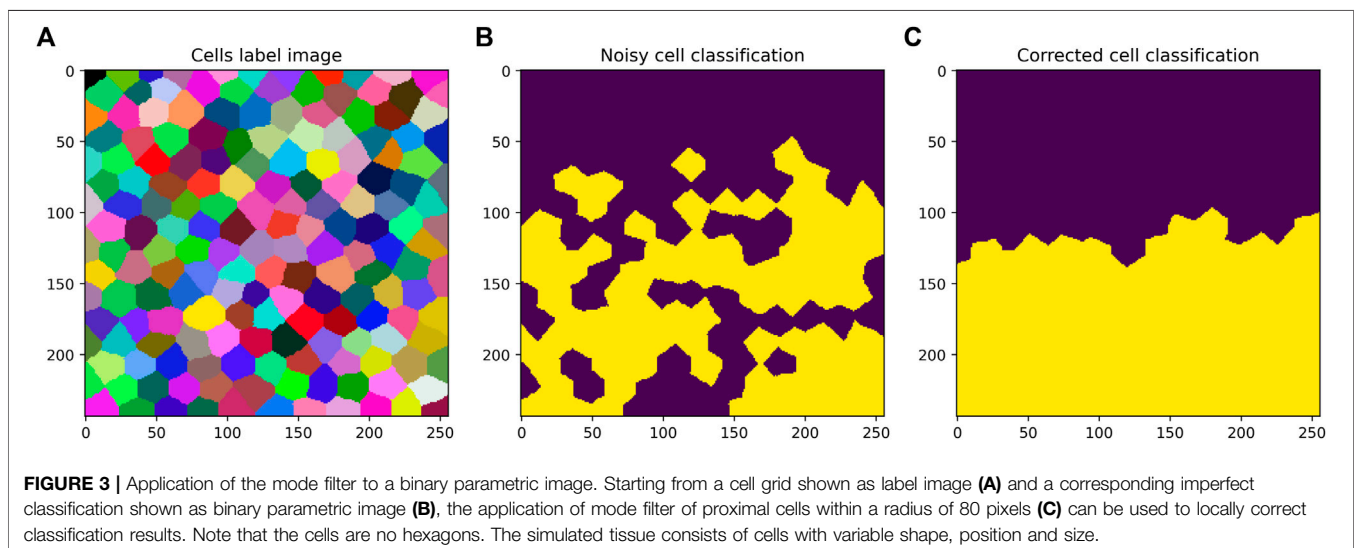 A
Cells label image
0
50
100
150
200
0 50 100 150 200 250
B
Noisy cell classification
0
50
100
150
200
0 50 100 150 200 250
C
Corrected cell classification
0
50
100
150
200
0 50 100 150 200 250
FIGURE 3 | Application of the mode filter to a binary parametric image. Starting from a cell grid shown as label image (A) and a corresponding imperfect
classification shown as binary parametric image (B), the application of mode filter of proximal cells within a radius of 80 pixels (C) can be used to locally correct
classification results. Note that the cells are no hexagons. The simulated tissue consists of cells with variable shape, position and size.